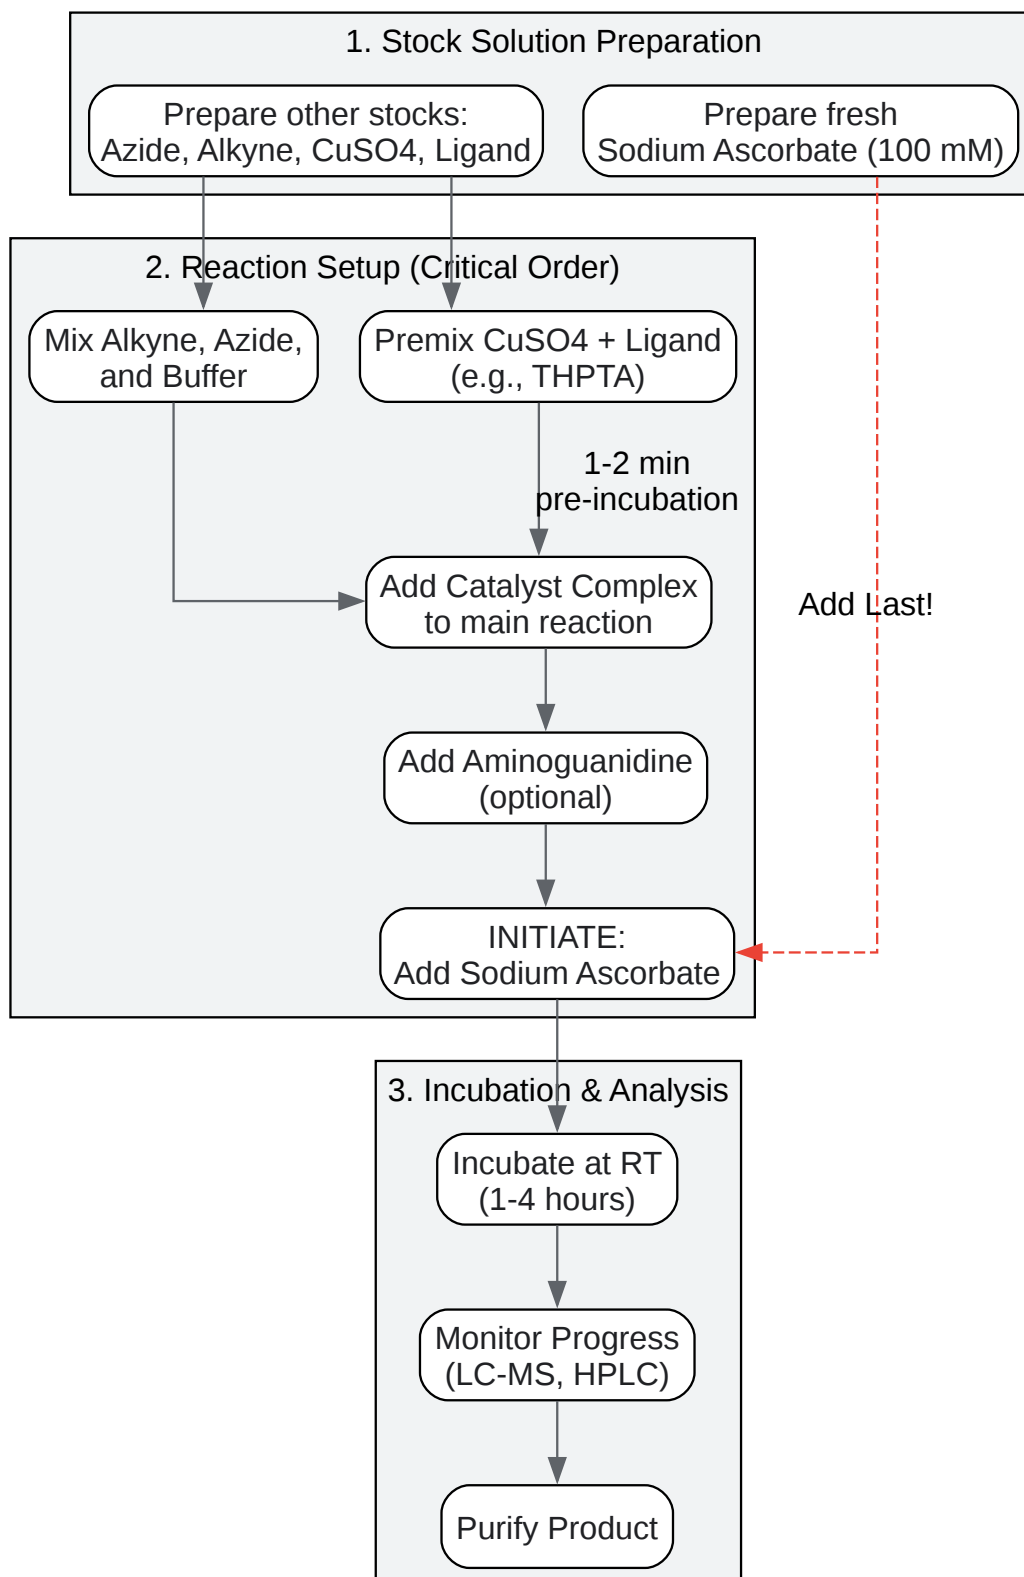 1. Stock Solution Preparation
Prepare other stocks:
Azide, Alkyne, CuSO4, Ligand
Prepare fresh
Sodium Ascorbate (100 mM)
2. Reaction Setup (Critical Order)
Mix Alkyne, Azide,
and Buffer
Premix CuSO4 + Ligand
(e.g., THPTA)
1-2 min
pre-incubation
Add Catalyst Complex
to main reaction
Add Last!
Add Aminoguanidine
(optional)
INITIATE:
Add Sodium Ascorbate
3. Incubation & Analysis
Incubate at RT
(1-4 hours)
Monitor Progress
(LC-MS, HPLC)
Purify Product